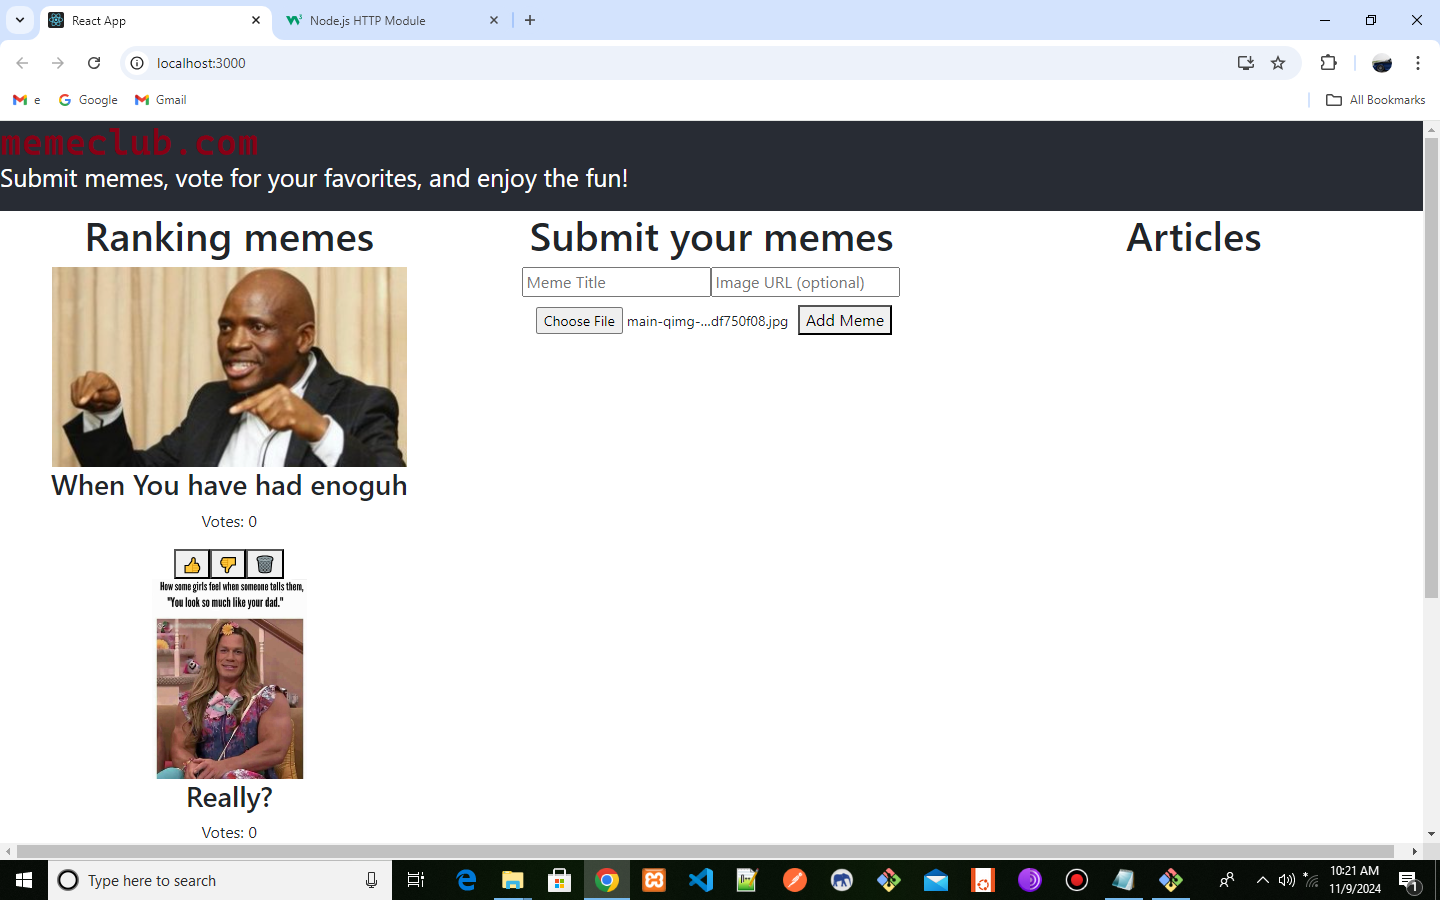 React App
Node.js HTTP Module
localhost:3000
e
Google
Gmail
All Bookmarks
memeclub.com
Submit memes, vote for your favorites, and enjoy the fun!
Ranking memes
When You have had enoguh
Votes: 0
How some girls feel when someone tells them,
"You look so much like your dad."
Really?
Votes: 0
Submit your memes
Meme Title
Image URL (optional)
Choose File main-qimg-...df750f08.jpg
Add Meme
Articles
Type here to search
10:21 AM
11/9/2024
1